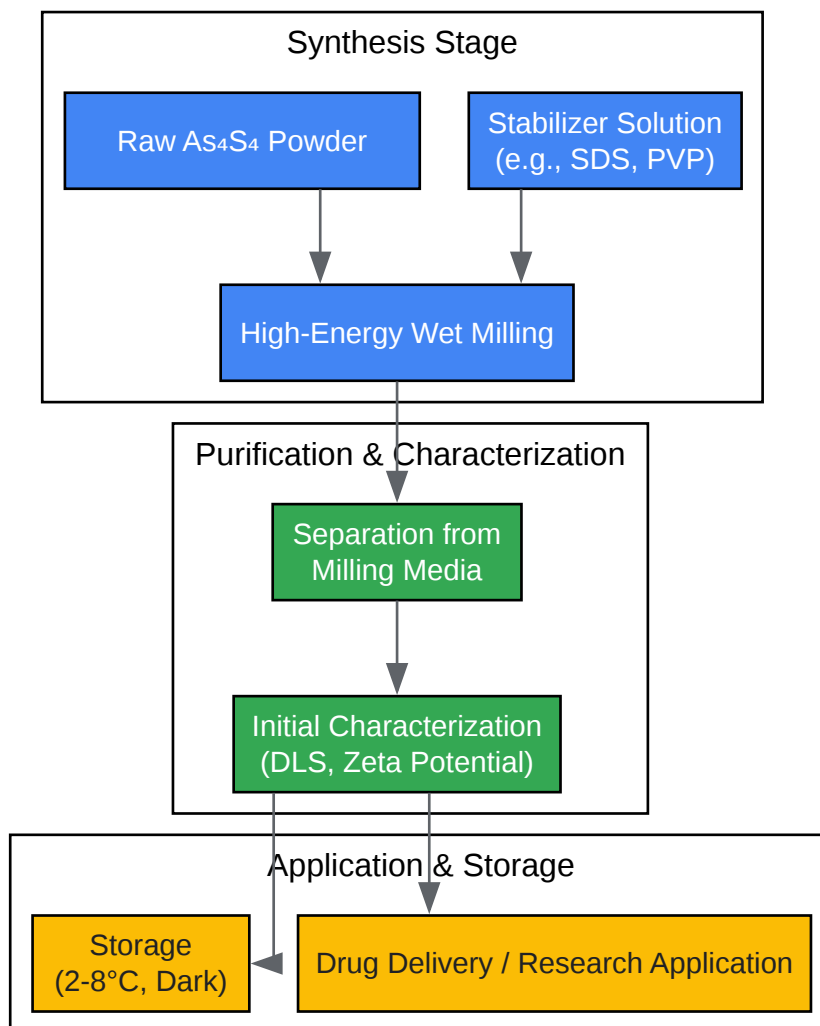 Synthesis Stage
Raw As₄S₄ Powder
Stabilizer Solution
(e.g., SDS, PVP)
High-Energy Wet Milling
Purification & Characterization
Separation from
Milling Media
Initial Characterization
(DLS, Zeta Potential)
Application & Storage
Storage
(2-8°C, Dark)
Drug Delivery / Research Application